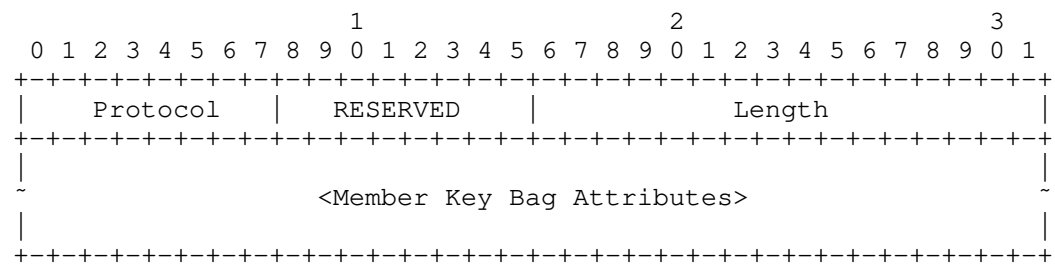 1                   2                   3
 0 1 2 3 4 5 6 7 8 9 0 1 2 3 4 5 6 7 8 9 0 1 2 3 4 5 6 7 8 9 0 1
+-+-+-+-+-+-+-+-+-+-+-+-+-+-+-+-+-+-+-+-+-+-+-+-+-+-+-+-+-+-+-+-+
|    Protocol   |   RESERVED    |            Length             |
+-+-+-+-+-+-+-+-+-+-+-+-+-+-+-+-+-+-+-+-+-+-+-+-+-+-+-+-+-+-+-+-+
|                                                               |
~                  <Member Key Bag Attributes>                  ~
|                                                               |
+-+-+-+-+-+-+-+-+-+-+-+-+-+-+-+-+-+-+-+-+-+-+-+-+-+-+-+-+-+-+-+-+